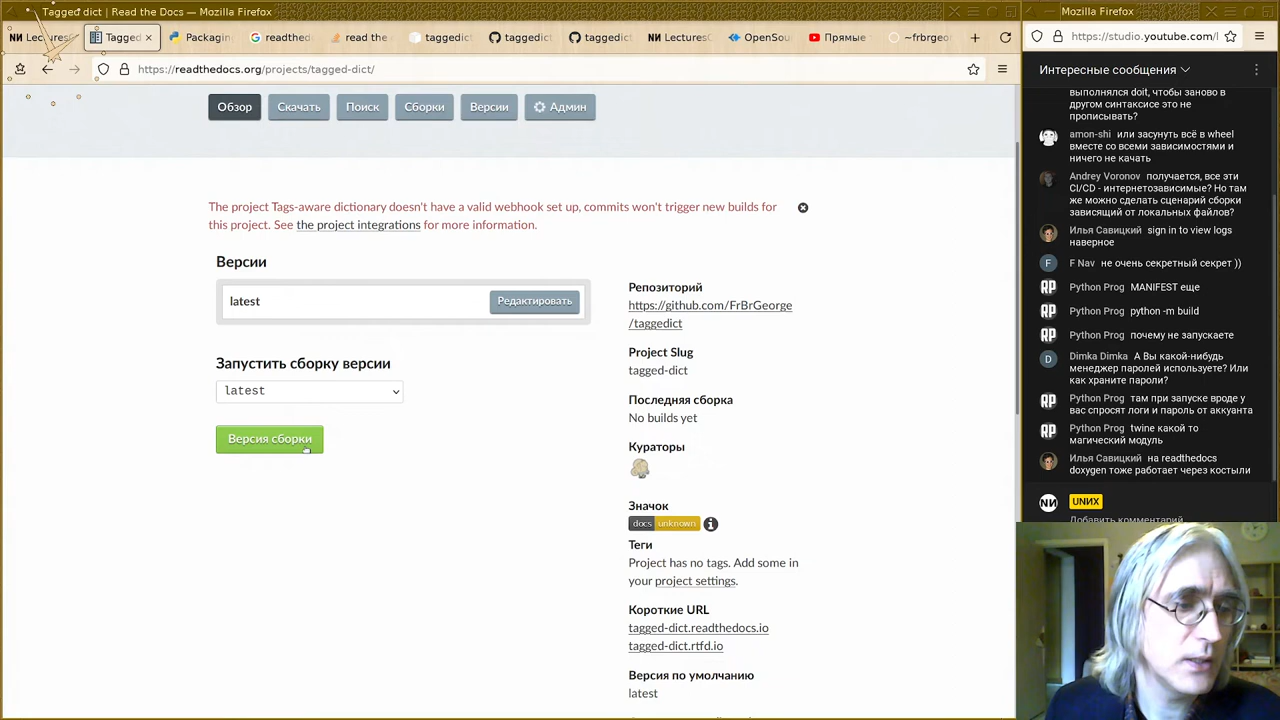 Tagged dict | Read the Docs — Mozilla Firefox
Mozilla Firefox
LecturesC
Tagged
Packagin
readthed
read the
taggedic
taggedic
taggedic
LecturesC
OpenSou
Прямые
~frbrgeo
https://studio.youtube.com/l
https://readthedocs.org/projects/tagged-dict/
Обзор
Скачать
Поиск
Сборки
Версии
Админ
The project Tags-aware dictionary doesn't have a valid webhook set up, commits won't trigger new builds for
this project. See the project integrations for more information.
Версии
latest
Редактировать
Запустить сборку версии
latest
Версия сборки
Репозиторий
https://github.com/FrBrGeorge
/taggedict
Project Slug
tagged-dict
Последняя сборка
No builds yet
Кураторы
Значок
docs unknown
Теги
Project has no tags. Add some in
your project settings.
Короткие URL
tagged-dict.readthedocs.io
tagged-dict.rtfd.io
Версия по умолчанию
latest
Интересные сообщения
выполнялся doit, чтобы заново в
другом синтаксисе это не
прописывать?
amon-shi или засунуть всё в wheel
вместе со всеми зависимостями и
ничего не качать
Andrey Voronov получается, все эти
CI/CD - интернетозависимые? Но там
же можно сделать сценарий сборки
зависящий от локальных файлов?
Илья Савицкий sign in to view logs
наверное
F Nav не очень секретный секрет ))
Python Prog MANIFEST еще
Python Prog python -m build
Python Prog почему не запускаете
Dimka Dimka А Вы какой-нибудь
менеджер паролей используете? Или
как храните пароли?
Python Prog там при запуске вроде у
вас спросят логи и пароль от аккуанта
Python Prog twine какой то
магический модуль
Илья Савицкий на readthedocs
doxygen тоже работает через костыли
UNИX
Добавить комментарий